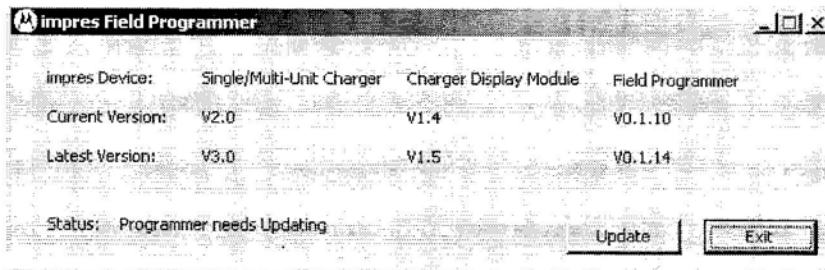 impres Field Programmer
impres Device: Single/Multi-Unit Charger Charger Display Module Field Programmer
Current Version: V2.0 V1.4 V0.1.10
Latest Version: V3.0 V1.5 V0.1.14
Status: Programmer needs Updating
Update Exit